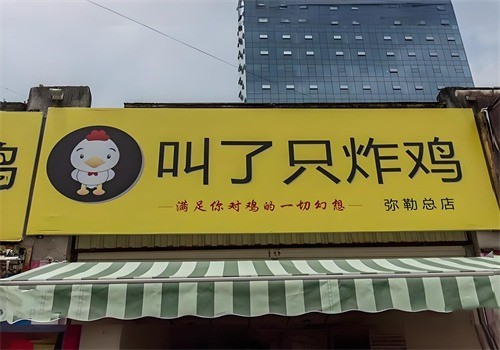 叫了只炸鸡
—满足你对鸡的一切幻想— 弥勒总店
鸡